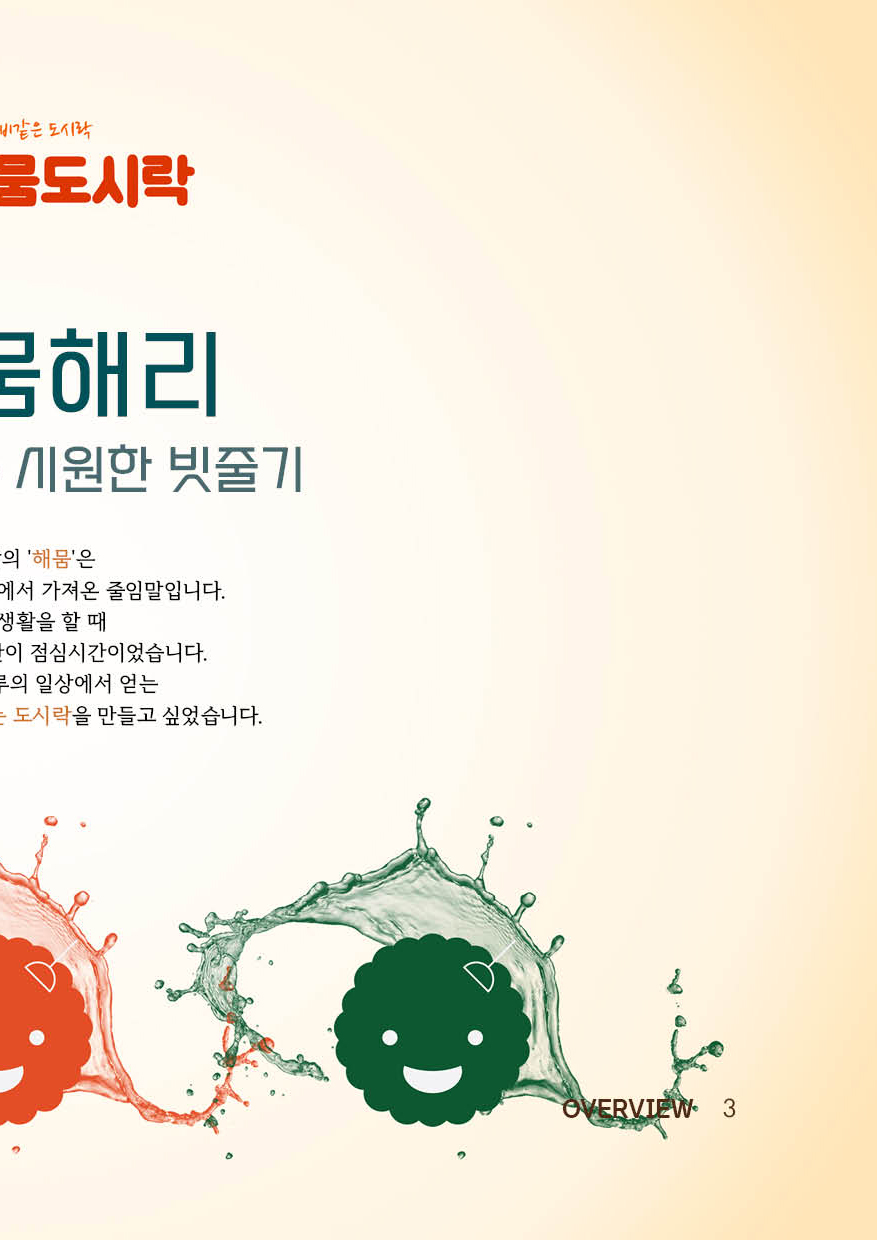 비같은 도시락
뭄도시락
뭄해리
시원한 빗줄기
의 '해뭄'은
에서 가져온 줄임말입니다.
생활을 할 때
이 점심시간이었습니다.
루의 일상에서 얻는
는 도시락을 만들고 싶었습니다.
OVERVIEW 3